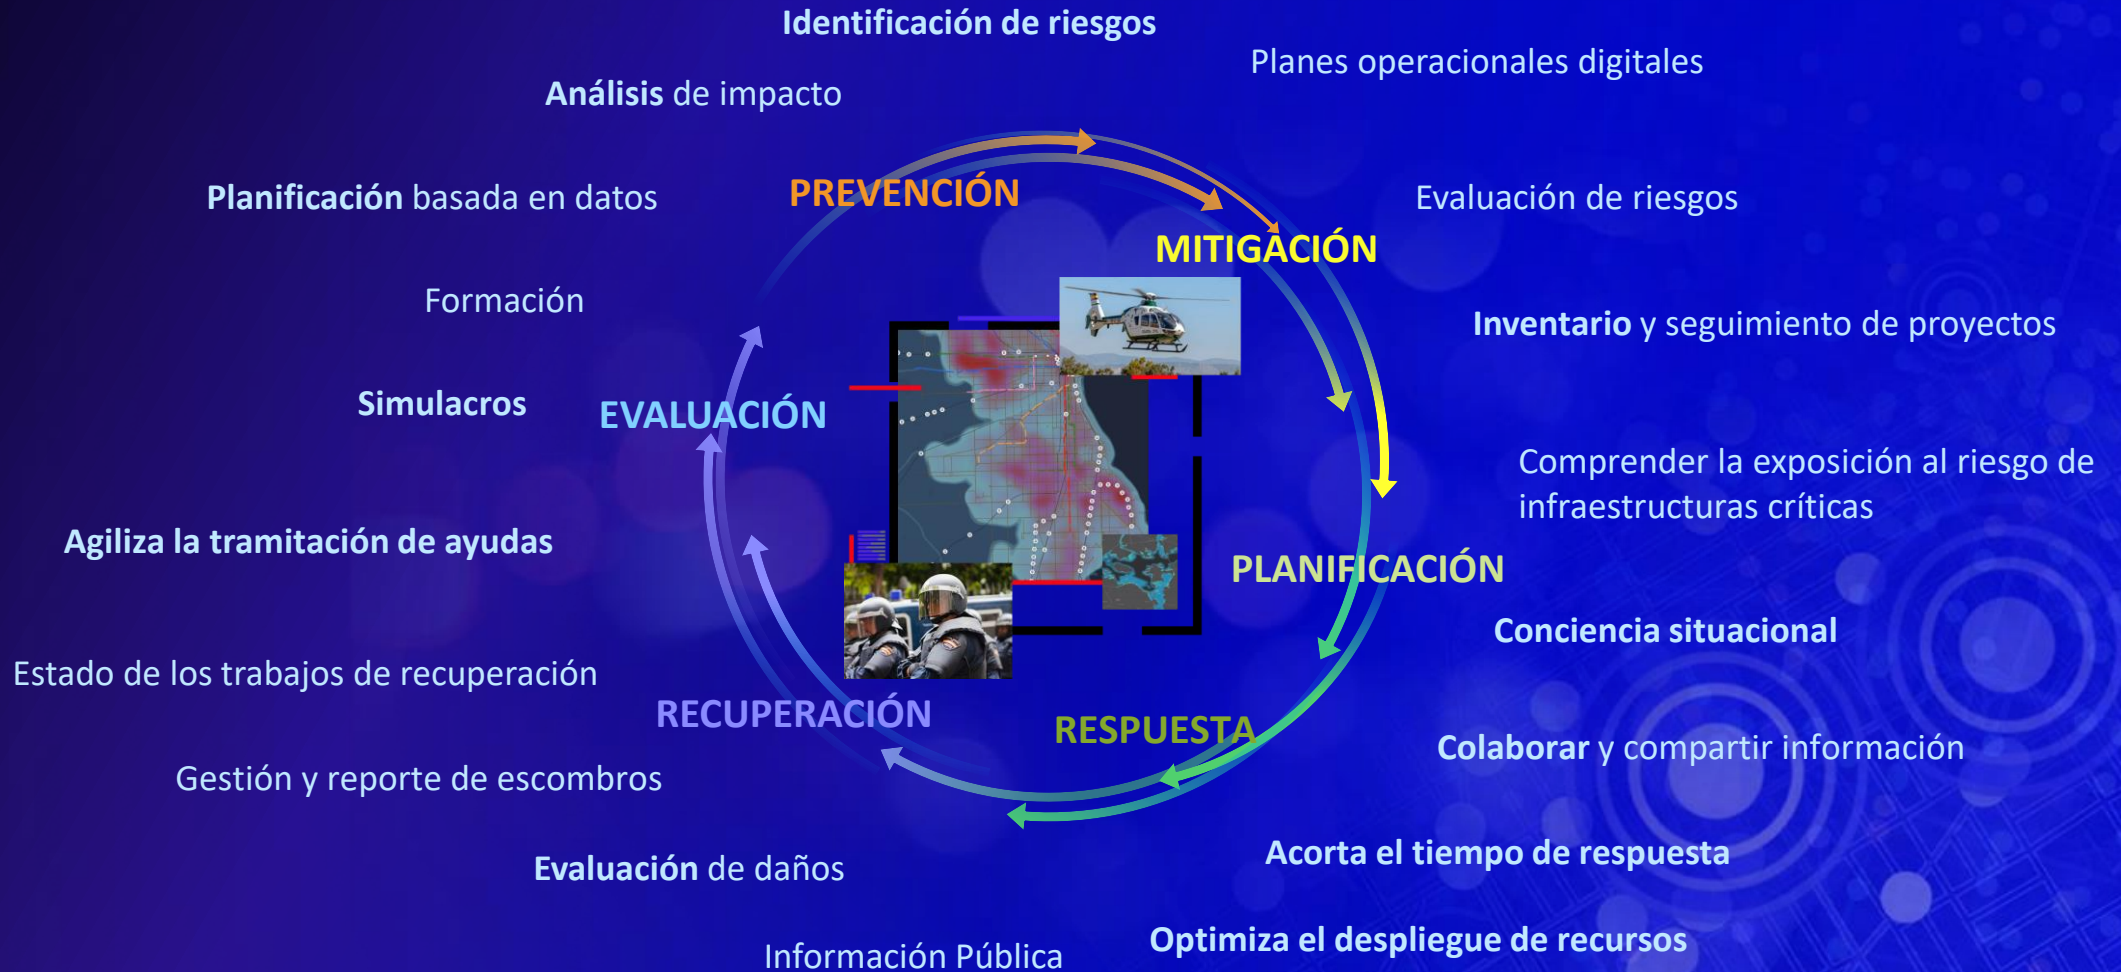 Identificación de riesgos
Planes operacionales digitales
Análisis de impacto
PREVENCIÓN
Planificación basada en datos
Evaluación de riesgos
MITIGACIÓN
Formación
Inventario y seguimiento de proyectos
Simulacros
EVALUACIÓN
Comprender la exposición al riesgo de
infraestructuras críticas
Agiliza la tramitación de ayudas
PLANIFICACIÓN
Conciencia situacional
Estado de los trabajos de recuperación
RECUPERACIÓN
RESPUESTA
Colaborar y compartir información
Gestión y reporte de escombros
Acorta el tiempo de respuesta
Evaluación de daños
Optimiza el despliegue de recursos
Información Pública